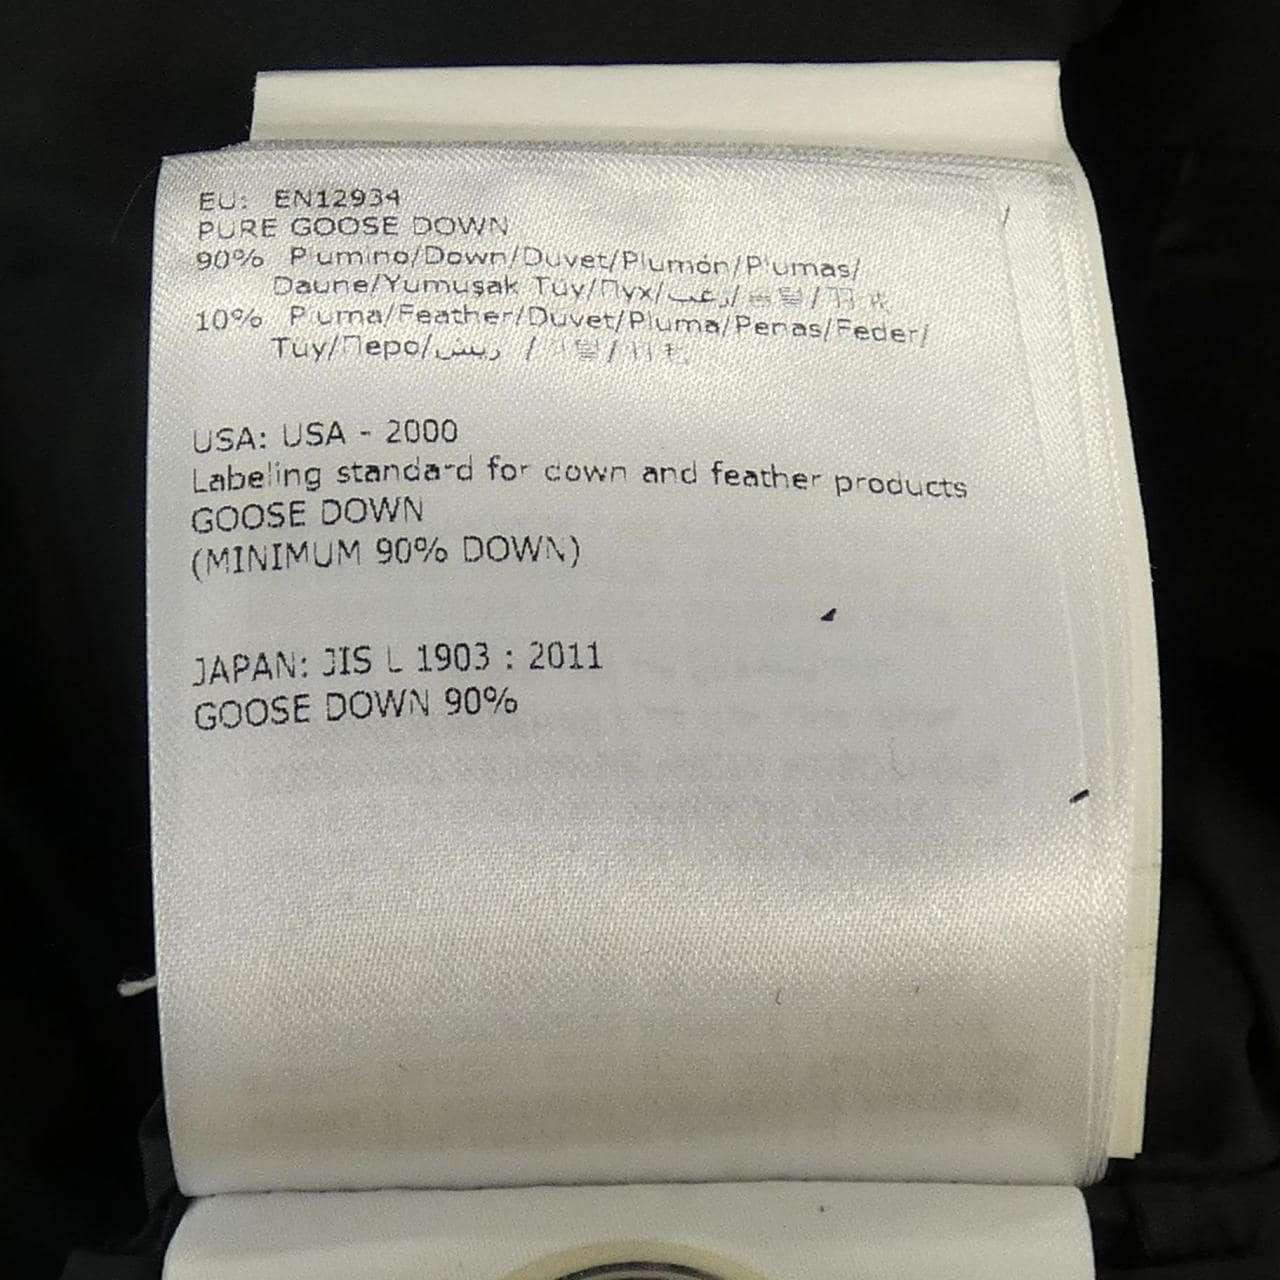 EU: EN12934
PURE GOOSE DOWN
90% Piumino/Down/Duvet/Plumón/Plumas/
Daune/Yumuşak Tüy/Пух/زغب/
10% Piuma/Feather/Duvet/Pluma/Penas/Feder/
Tüy/Перо/ريش /
USA: USA - 2000
Labeling standard for down and feather products
GOOSE DOWN
(MINIMUM 90% DOWN)
JAPAN: JIS L 1903 : 2011
GOOSE DOWN 90%